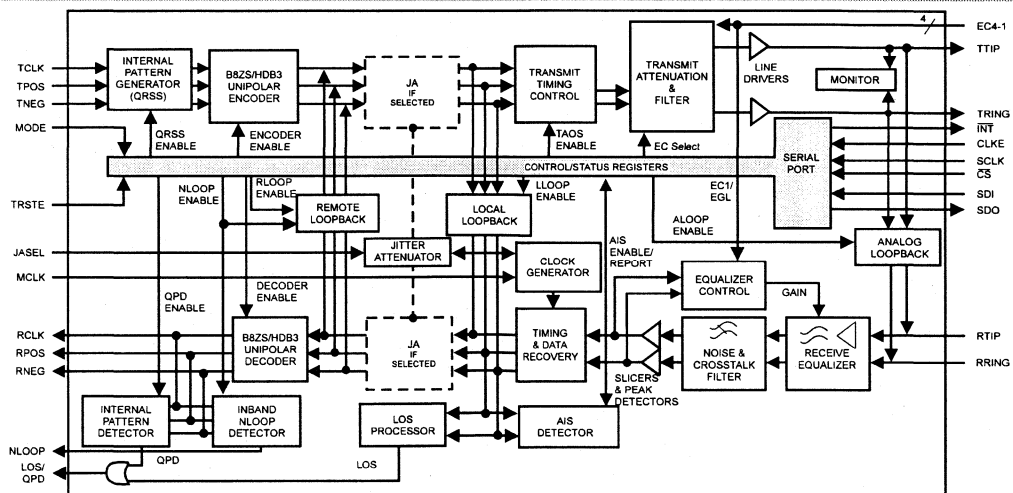 4
EC4-1
TTIP
LINE
DRIVERS
MONITOR
TRING
INT
CLKE
SCLK
CS
SDI
SDO
TCLK
TPOS
TNEG
MODE
TRSTE
INTERNAL
PATTERN
GENERATOR
(QRSS)
B8ZS/HDB3
UNIPOLAR
ENCODER
JA
IF
SELECTED
TRANSMIT
TIMING
CONTROL
TRANSMIT
ATTENUATION
&
FILTER
QRSS
ENABLE
ENCODER
ENABLE
TAOS
ENABLE
EC Select
CONTROL/STATUS REGISTERS
SERIAL
PORT
NLOOP
ENABLE
RLOOP
ENABLE
REMOTE
LOOPBACK
LOCAL
LOOPBACK
LLOOP
ENABLE
EC1/
EGL
ALOOP
ENABLE
ANALOG
LOOPBACK
JASEL
MCLK
JITTER
ATTENUATOR
CLOCK
GENERATOR
AIS
ENABLE/
REPORT
EQUALIZER
CONTROL
GAIN
QPD
ENABLE
DECODER
ENABLE
RCLK
RPOS
RNEG
B8ZS/HDB3
UNIPOLAR
DECODER
JA
IF
SELECTED
TIMING
& DATA
RECOVERY
SLICERS
& PEAK
DETECTORS
NOISE &
CROSSTALK
FILTER
RECEIVE
EQUALIZER
RTIP
RRING
INTERNAL
PATTERN
DETECTOR
INBAND
NLOOP
DETECTOR
LOS
PROCESSOR
AIS
DETECTOR
NLOOP
LOS/
QPD
QPD
LOS